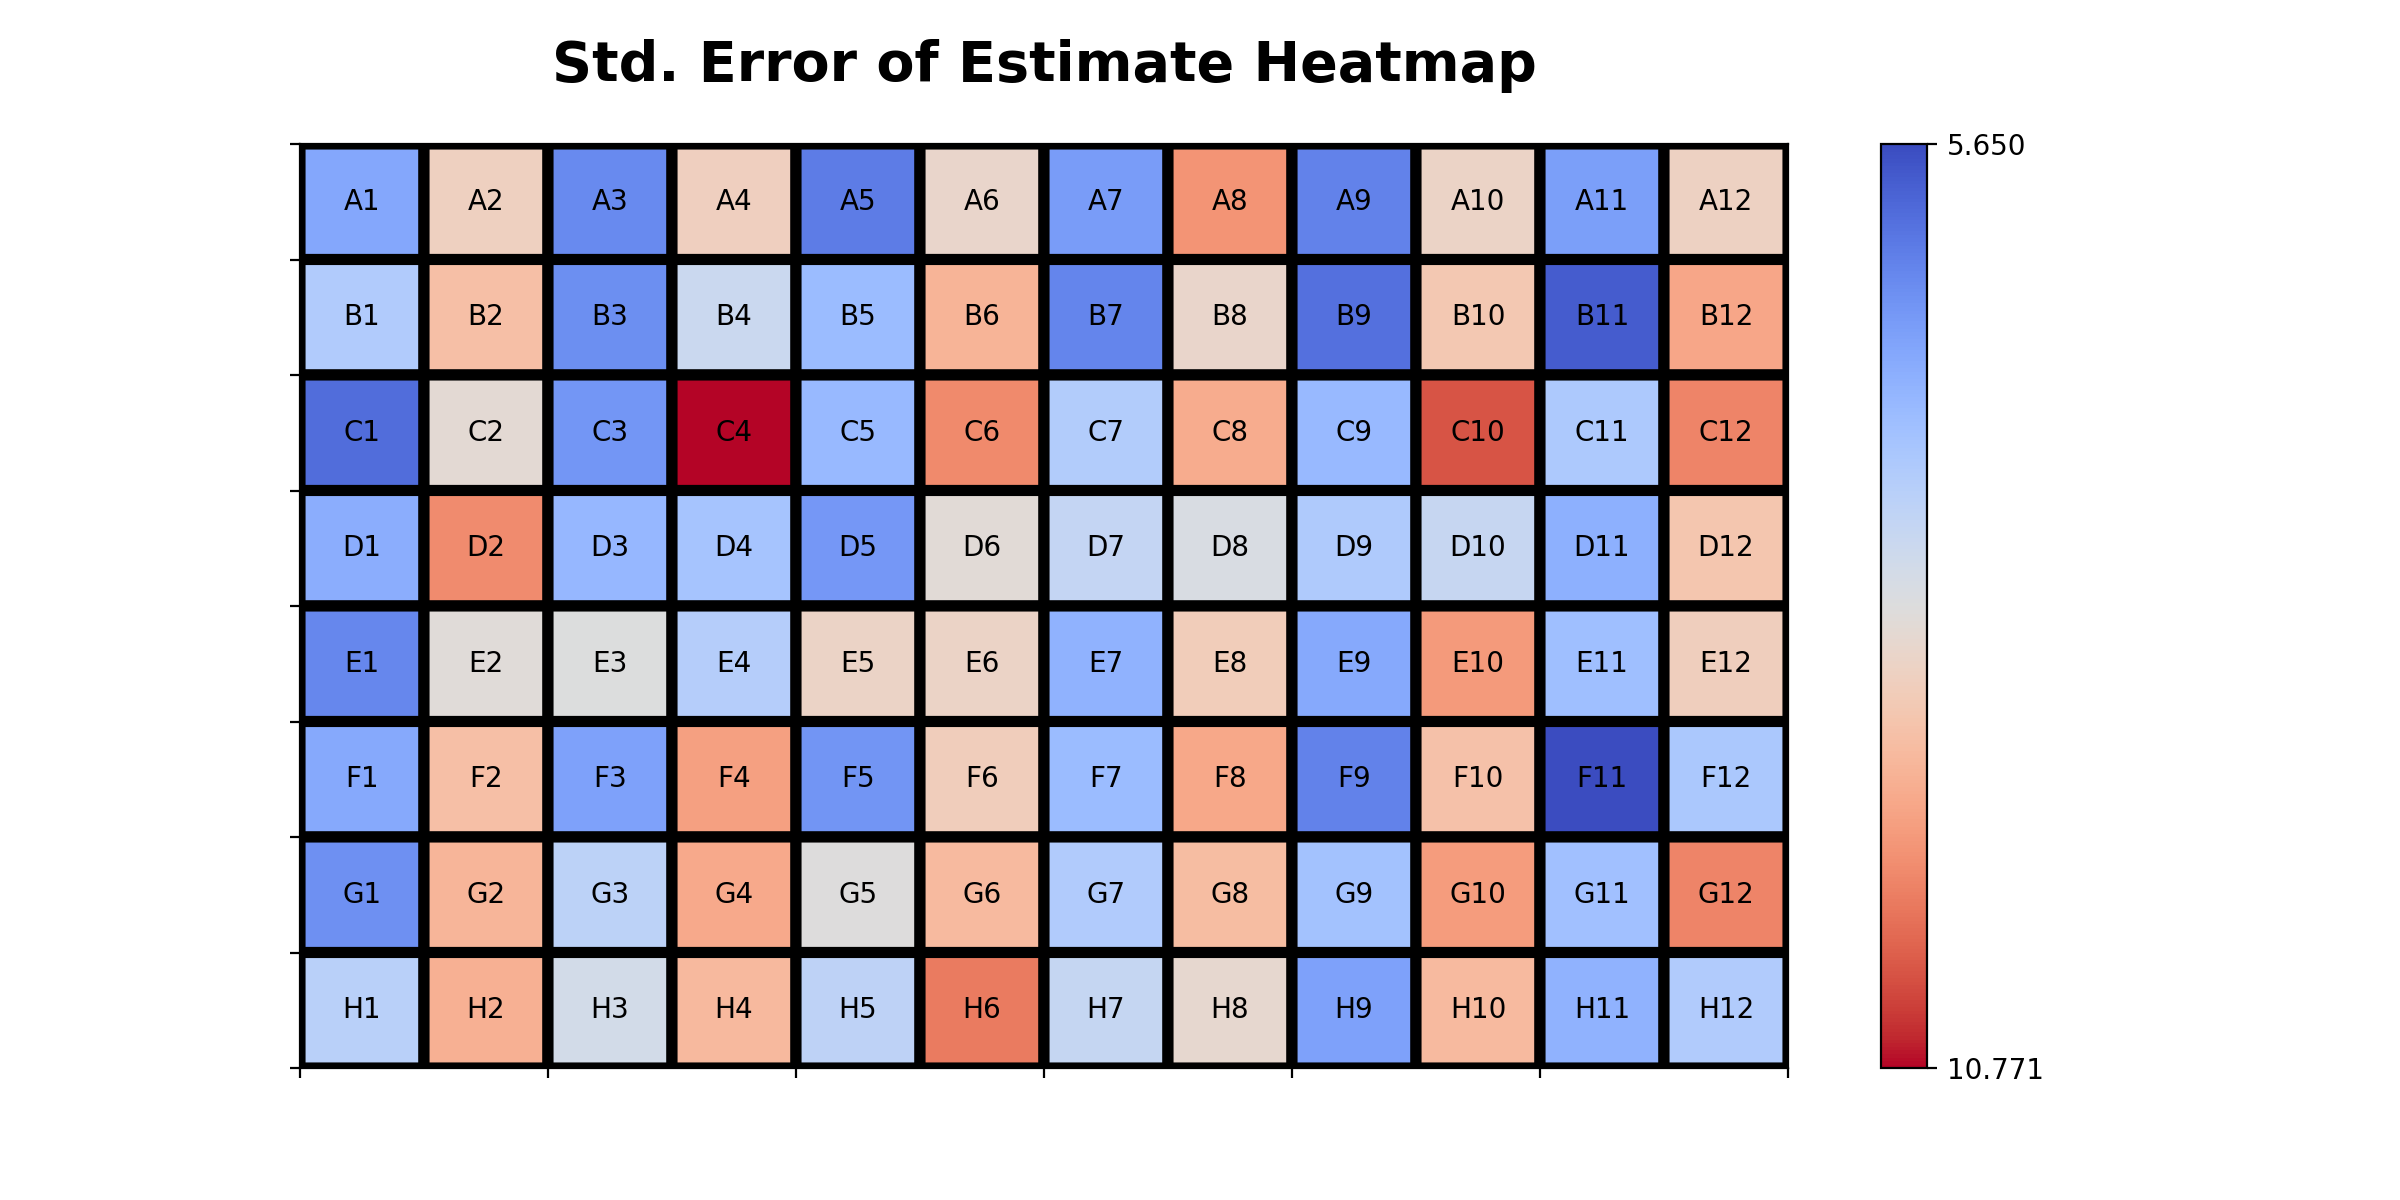 Std. Error of Estimate Heatmap
A1 A2 A3 A4 A5 A6 A7 A8 A9 A10 A11 A12
B1 B2 B3 B4 B5 B6 B7 B8 B9 B10 B11 B12
C1 C2 C3 C4 C5 C6 C7 C8 C9 C10 C11 C12
D1 D2 D3 D4 D5 D6 D7 D8 D9 D10 D11 D12
E1 E2 E3 E4 E5 E6 E7 E8 E9 E10 E11 E12
F1 F2 F3 F4 F5 F6 F7 F8 F9 F10 F11 F12
G1 G2 G3 G4 G5 G6 G7 G8 G9 G10 G11 G12
H1 H2 H3 H4 H5 H6 H7 H8 H9 H10 H11 H12
5.650
10.771